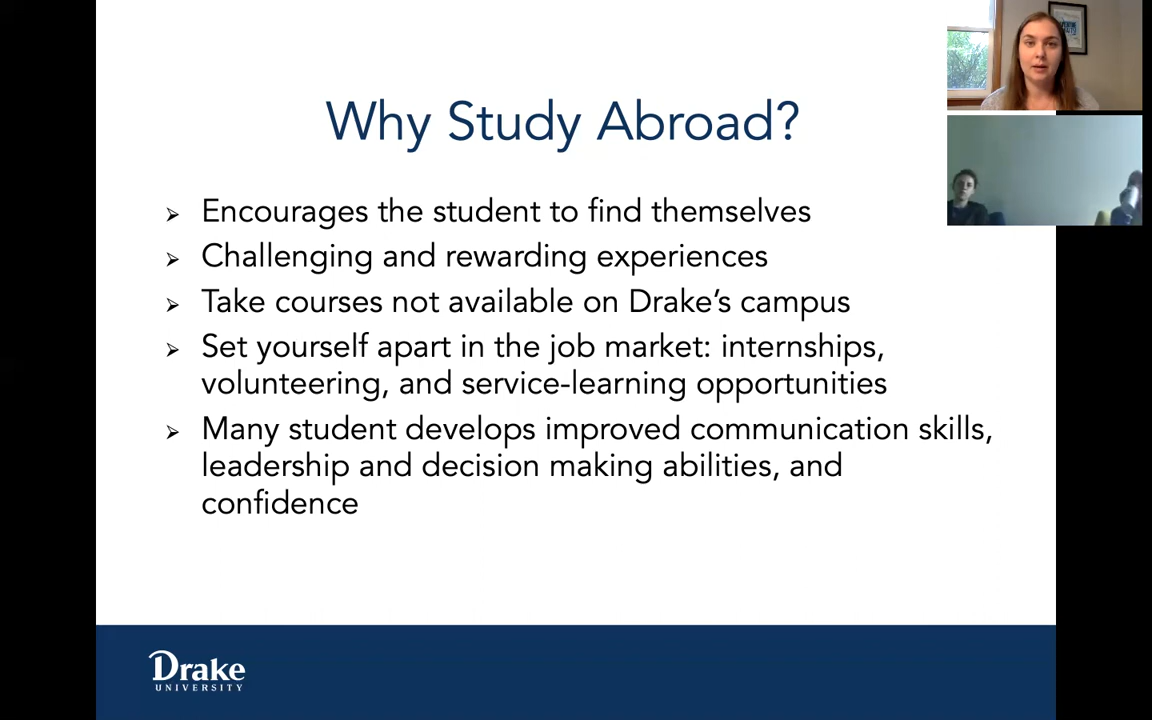 Why Study Abroad?
➢ Encourages the student to find themselves
➢ Challenging and rewarding experiences
➢ Take courses not available on Drake’s campus
➢ Set yourself apart in the job market: internships,
volunteering, and service-learning opportunities
➢ Many student develops improved communication skills,
leadership and decision making abilities, and
confidence
Drake
UNIVERSITY